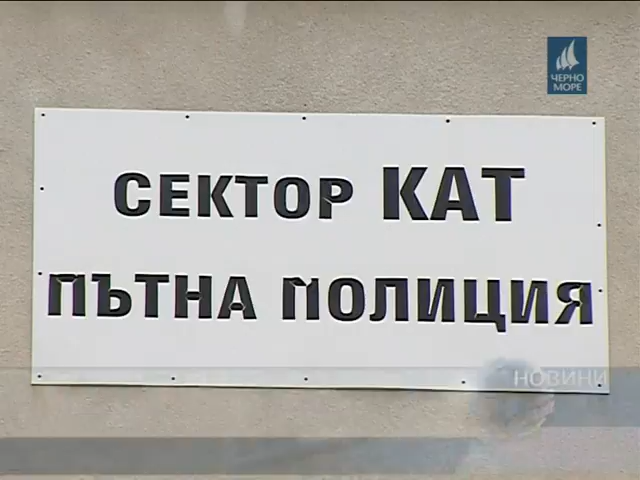 ЧЕРНО
МОРЕ
СЕКТОР КАТ
ПЪТНА ПОЛИЦИЯ
НОВИНИ